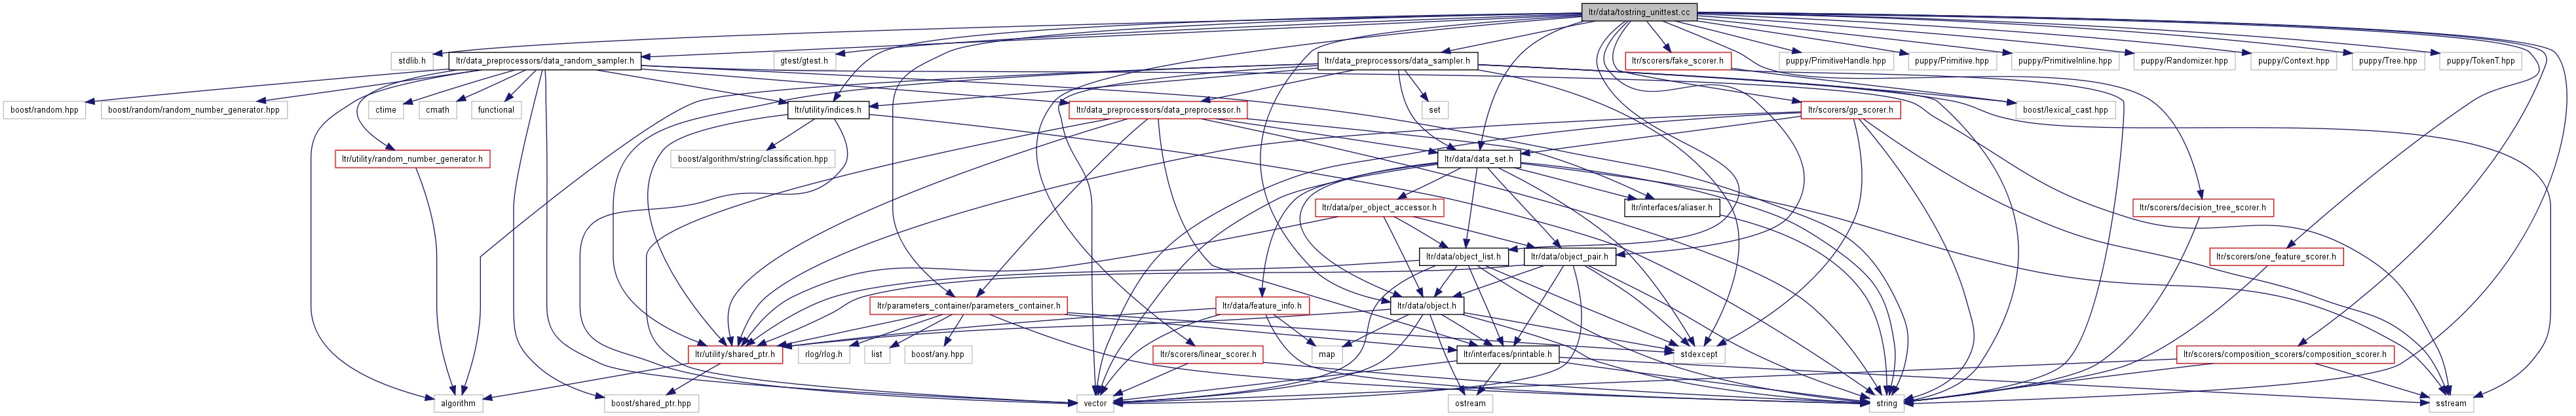 ltr/data/tostring_unittest.cc
stdlib.h
ltr/data_preprocessors/data_random_sampler.h
gtest/gtest.h
ltr/data_preprocessors/data_sampler.h
ltr/scorers/fake_scorer.h
puppy/PrimitiveHandle.hpp
puppy/Primitive.hpp
puppy/PrimitiveInline.hpp
puppy/Randomizer.hpp
puppy/Context.hpp
puppy/Tree.hpp
puppy/TokenT.hpp
boost/random.hpp
boost/random/random_number_generator.hpp
ctime
cmath
functional
ltr/utility/indices.h
ltr/data_preprocessors/data_preprocessor.h
set
ltr/scorers/gp_scorer.h
boost/lexical_cast.hpp
ltr/utility/random_number_generator.h
boost/algorithm/string/classification.hpp
ltr/data/data_set.h
ltr/data/per_object_accessor.h
ltr/interfaces/aliaser.h
ltr/scorers/decision_tree_scorer.h
ltr/data/object_list.h
ltr/data/object_pair.h
ltr/scorers/one_feature_scorer.h
ltr/parameters_container/parameters_container.h
ltr/data/feature_info.h
ltr/data/object.h
ltr/utility/shared_ptr.h
rlog/rlog.h
list
boost/any.hpp
ltr/scorers/linear_scorer.h
map
ltr/interfaces/printable.h
stdexcept
ltr/scorers/composition_scorers/composition_scorer.h
algorithm
boost/shared_ptr.hpp
vector
ostream
string
sstream